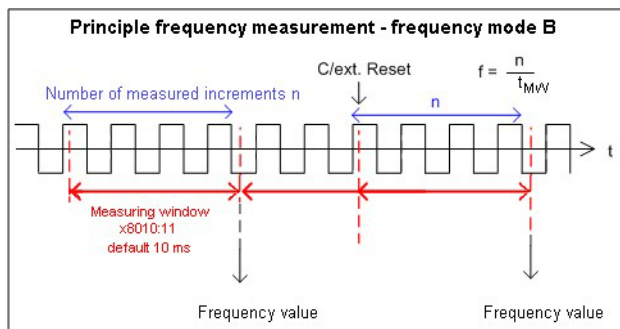 Principle frequency measurement - frequency mode B
C/ext. Reset
f = n / tMW
Number of measured increments n
n
t
Measuring window
x8010:11
default 10 ms
Frequency value
Frequency value